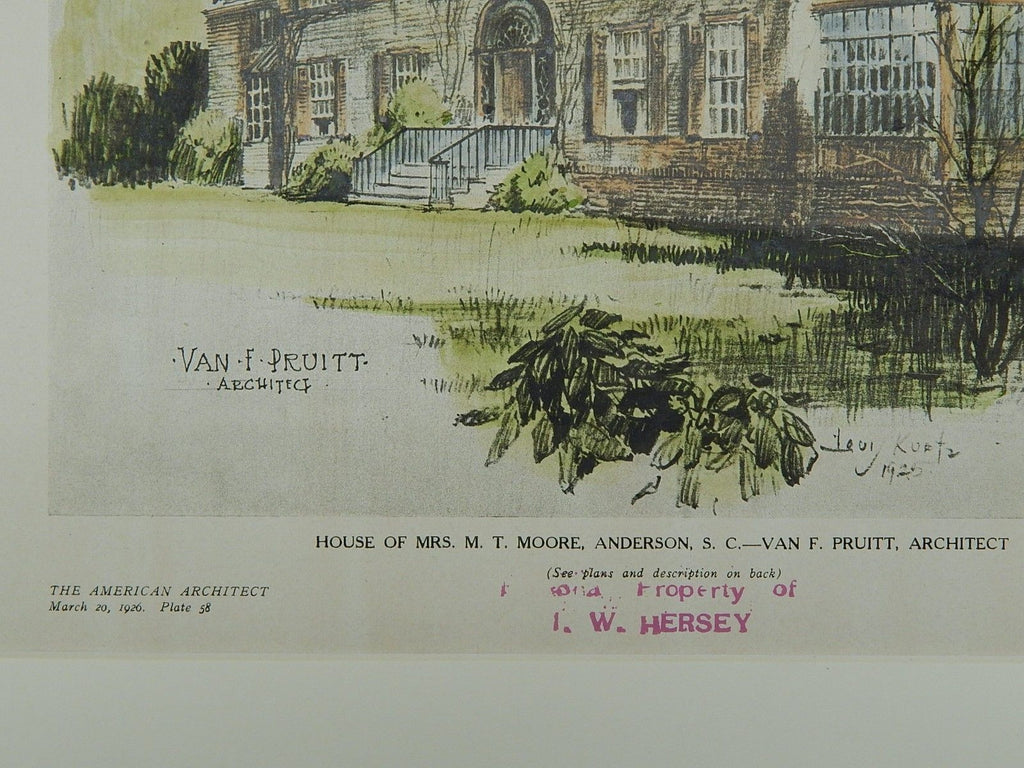 ·VAN·F·PRUITT·
·ARCHITECT·
1925
HOUSE OF MRS. M. T. MOORE, ANDERSON, S. C.—VAN F. PRUITT, ARCHITECT
(See plans and description on back)
THE AMERICAN ARCHITECT
March 20, 1926. Plate 58
Property of
I. W. HERSEY